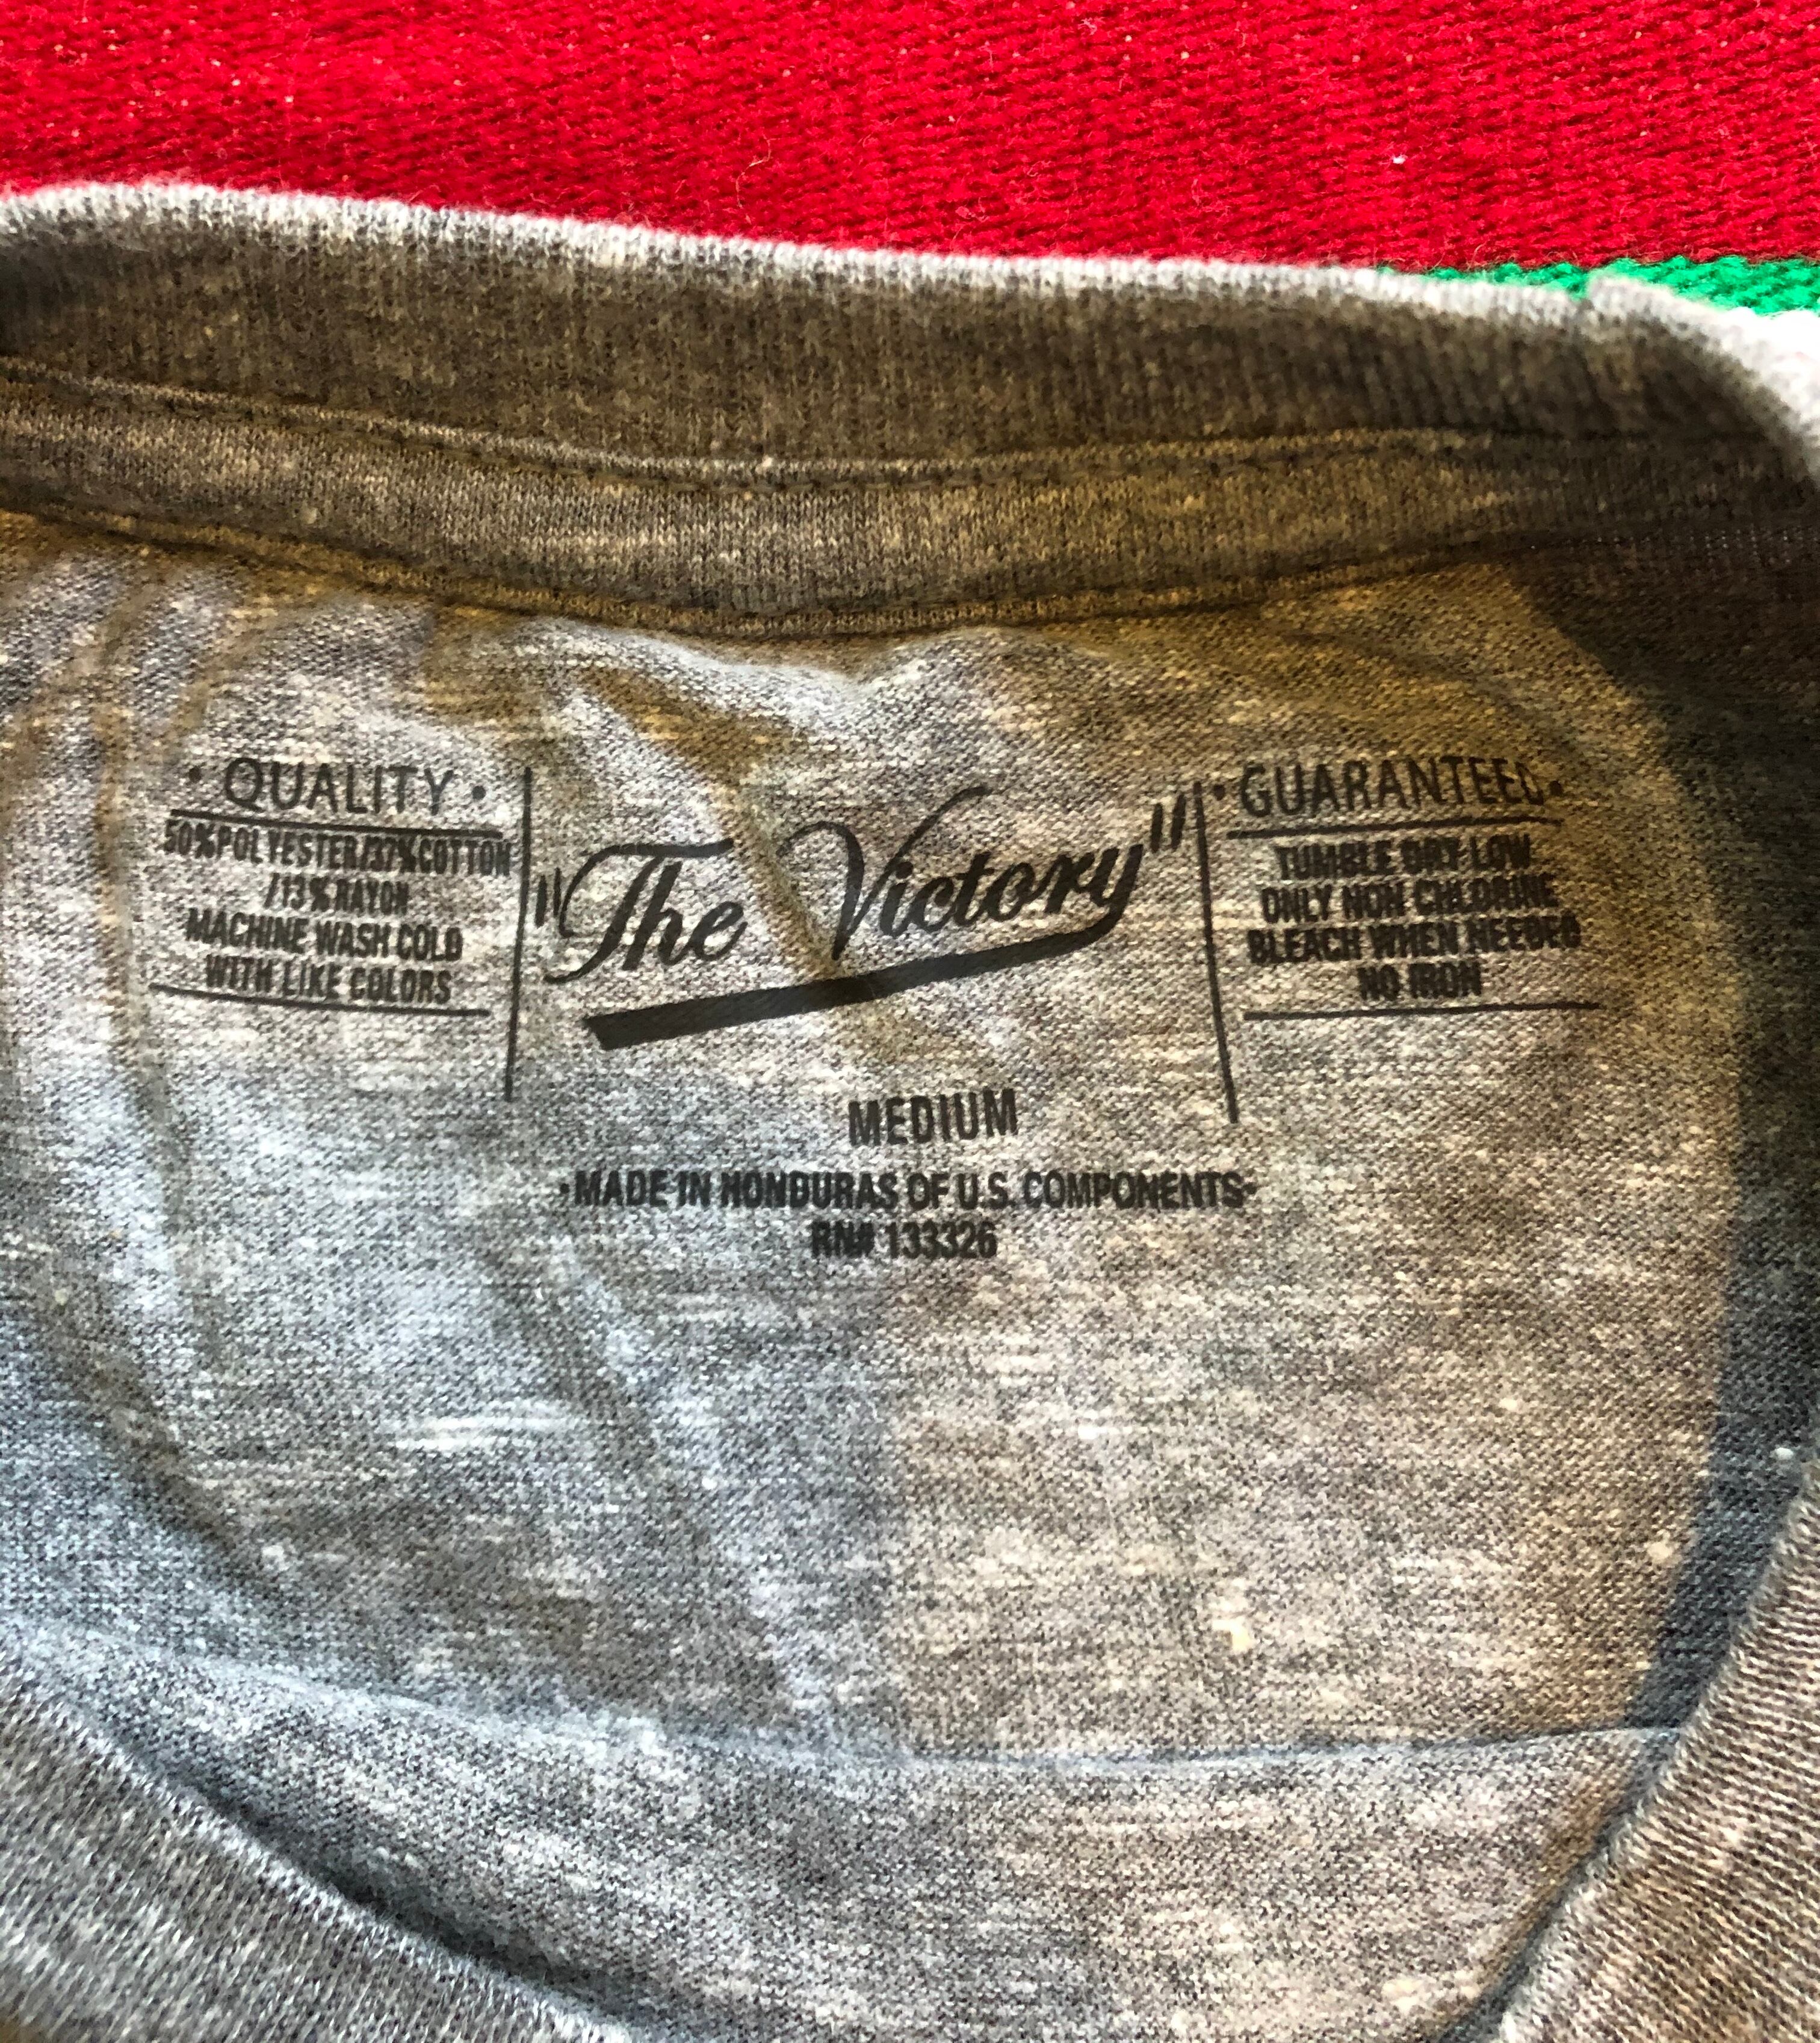 · QUALITY ·
50%POLYESTER/37%COTTON
/13%RAYON
MACHINE WASH COLD
WITH LIKE COLORS
"The Victory"
MEDIUM
·MADE IN HONDURAS OF U.S. COMPONENTS·
RN# 133326
·GUARANTEED·
TUMBLE DRY LOW
ONLY NON CHLORINE
BLEACH WHEN NEEDED
NO IRON